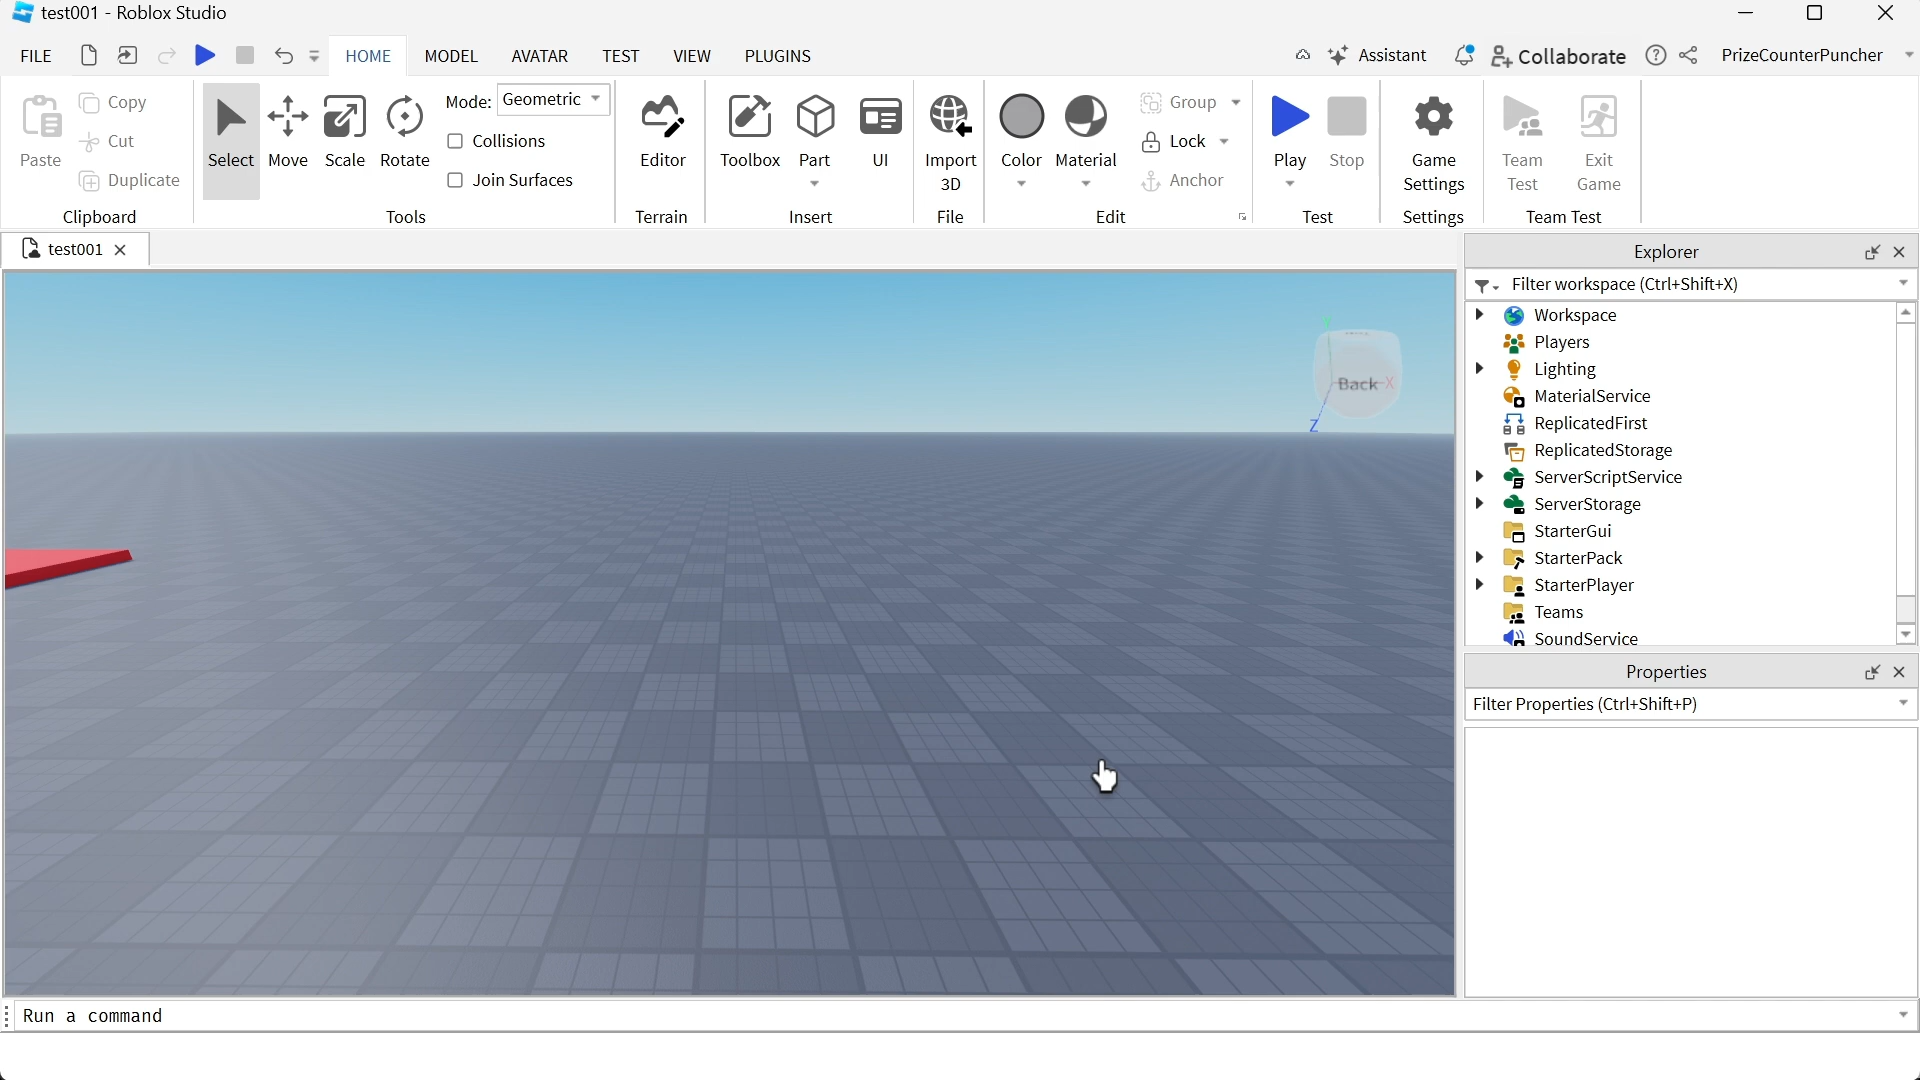 test001 - Roblox Studio
FILE HOME MODEL AVATAR TEST VIEW PLUGINS Assistant Collaborate PrizeCounterPuncher
Paste
Copy
Cut
Duplicate
Clipboard
Select Move Scale Rotate
Mode: Geometric
Collisions
Join Surfaces
Tools
Editor
Terrain
Toolbox Part UI
Insert
Import
3D
File
Color Material
Group
Lock
Anchor
Edit
Play Stop
Test
Game
Settings
Settings
Team
Test
Exit
Game
Team Test
test001
Back X
Y
Z
Explorer
Filter workspace (Ctrl+Shift+X)
Workspace
Players
Lighting
MaterialService
ReplicatedFirst
ReplicatedStorage
ServerScriptService
ServerStorage
StarterGui
StarterPack
StarterPlayer
Teams
SoundService
Properties
Filter Properties (Ctrl+Shift+P)
Run a command